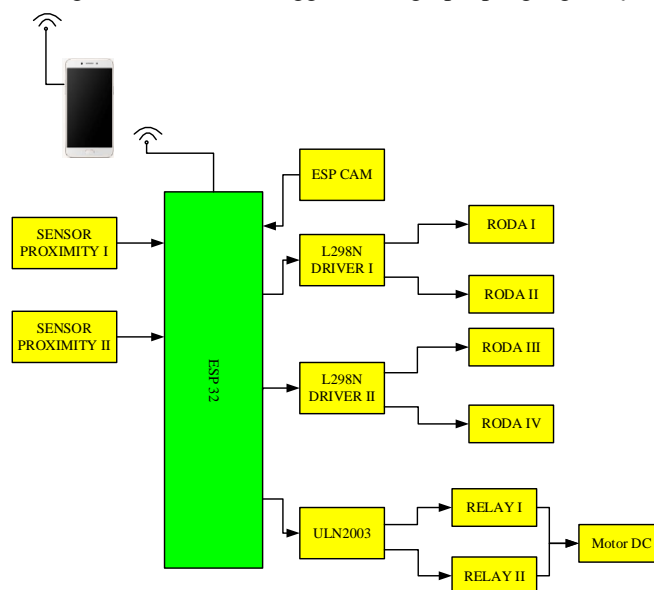 ESP CAM
SENSOR
PROXIMITY I
L298N
DRIVER I
RODA I
RODA II
SENSOR
PROXIMITY II
ESP 32
L298N
DRIVER II
RODA III
RODA IV
ULN2003
RELAY I
RELAY II
Motor DC